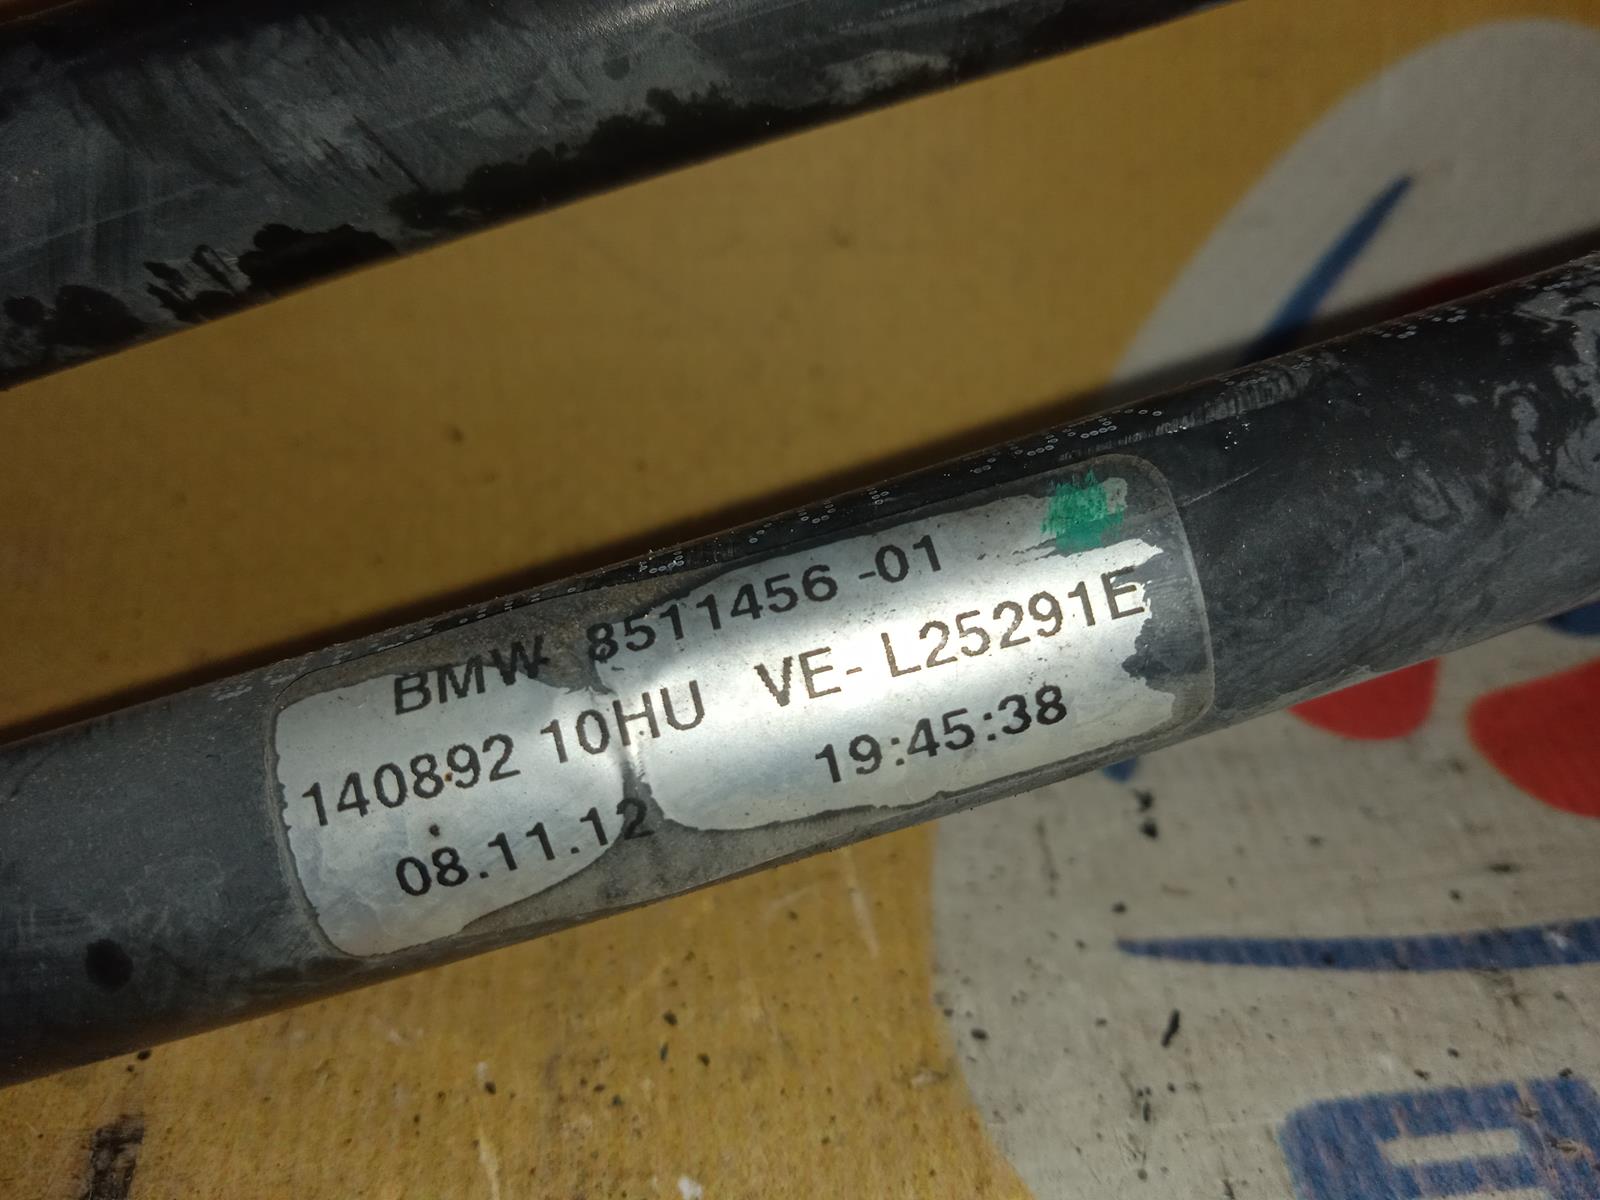 BMW 8511456 -01
140892 10HU VE- L25291E
08.11.12 19:45:38